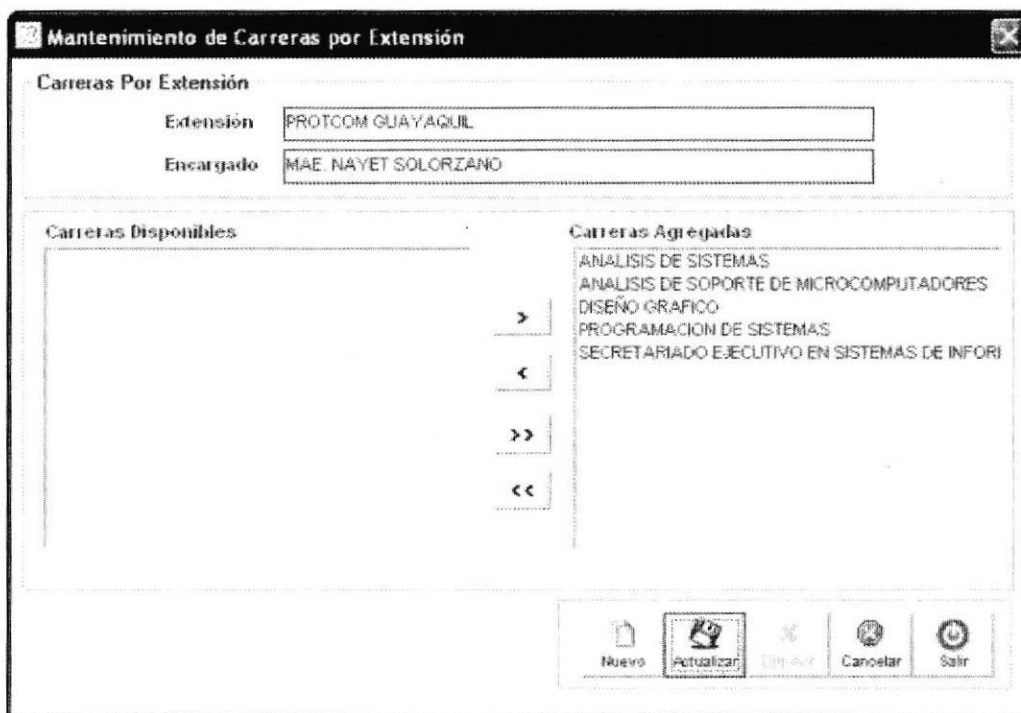 Mantenimiento de Carreras por Extensión
Carreras Por Extensión
Extensión PROTCOM GUAYAQUIL
Encargado MAE. NAYET SOLORZANO
Carreras Disponibles
Carreras Agregadas
ANALISIS DE SISTEMAS
ANALISIS DE SOPORTE DE MICROCOMPUTADORES
DISEÑO GRAFICO
PROGRAMACION DE SISTEMAS
SECRETARIADO EJECUTIVO EN SISTEMAS DE INFORI
>
<
>>
<<
Nuevo Actualizar Cancelar Salir